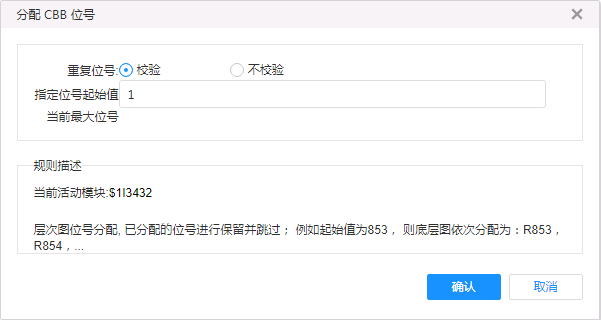 分配 CBB 位号
重复位号: 校验 不校验
指定位号起始值 1
当前最大位号
规则描述
当前活动模块:$1I3432
层次图位号分配, 已分配的位号进行保留并跳过； 例如起始值为853， 则底层图依次分配为：R853，
R854，...
确认 取消